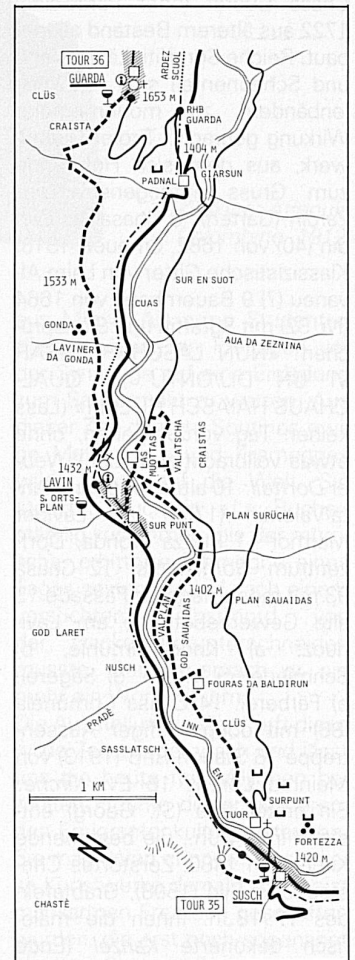 TOUR 36
GUARDA
ARDEZ
SCUOL
CLÜS
1653 M
CRAISTA
RHB
GUARDA
1404 M
GIARSUN
PADNAL
1533 M
SUR EN SUOT
CUAS
GONDA
AUA DA ZEZNINA
LAVINER
DA GONDA
LAS
MUOTTAS
VALATSCHA
CRAISTAS
1432 M
LAVIN
S. ORTS-
PLAN
SUR PUNT
PLAN SURÜCHA
1402 M
PLAN SAUAIDAS
VALPLAN
GOD SAUAIDAS
GOD LARET
NUSCH
FOURAS DA BALDIRUN
PRADÈ
INN
CLÜS
SASSLATSCH
EN
1 KM
SURPUNT
TUOR
FORTEZZA
1420 M
CHASTÈ
TOUR 35
SUSCH